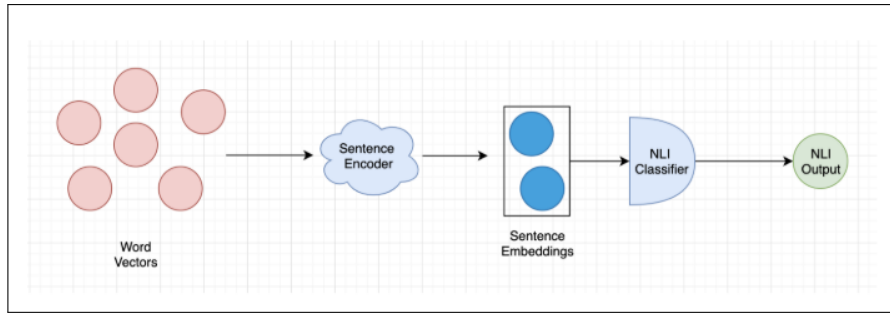 Word
Vectors
Sentence
Encoder
Sentence
Embeddings
NLI
Classifier
NLI
Output